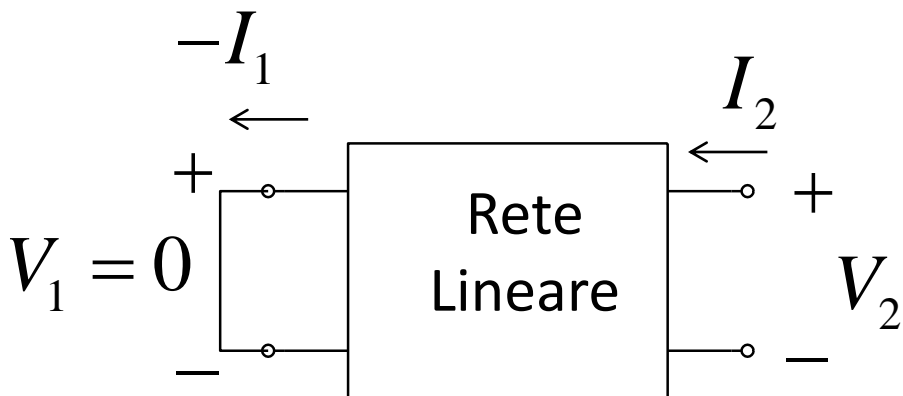 −I₁
I₂
+
+
Rete
Lineare
V₁ = 0
V₂
−
−